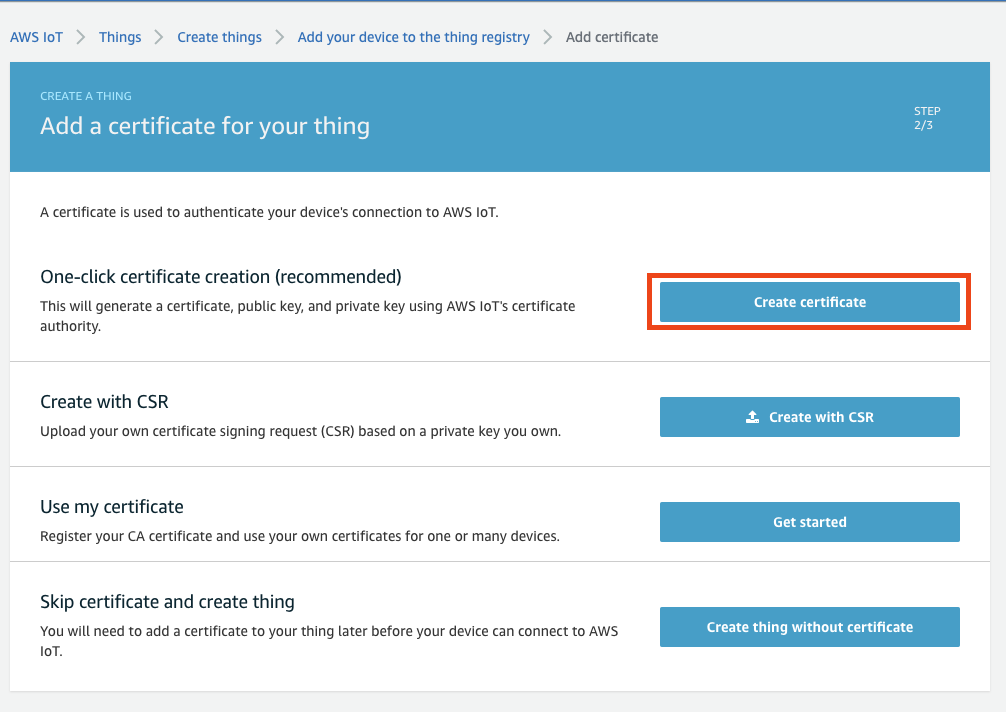 AWS IoT > Things > Create things > Add your device to the thing registry > Add certificate
CREATE A THING
Add a certificate for your thing
STEP
2/3
A certificate is used to authenticate your device's connection to AWS IoT.
One-click certificate creation (recommended)
This will generate a certificate, public key, and private key using AWS IoT's certificate
authority.
Create certificate
Create with CSR
Upload your own certificate signing request (CSR) based on a private key you own.
Create with CSR
Use my certificate
Register your CA certificate and use your own certificates for one or many devices.
Get started
Skip certificate and create thing
You will need to add a certificate to your thing later before your device can connect to AWS
IoT.
Create thing without certificate